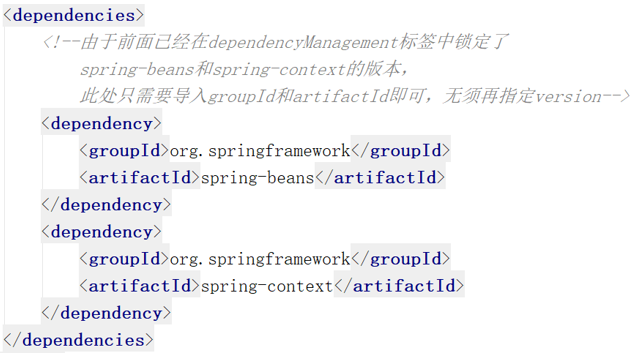 <dependencies>
<!--由于前面已经在dependencyManagement标签中锁定了
spring-beans和spring-context的版本，
此处只需要导入groupId和artifactId即可，无须再指定version-->
<dependency>
<groupId>org.springframework</groupId>
<artifactId>spring-beans</artifactId>
</dependency>
<dependency>
<groupId>org.springframework</groupId>
<artifactId>spring-context</artifactId>
</dependency>
</dependencies>